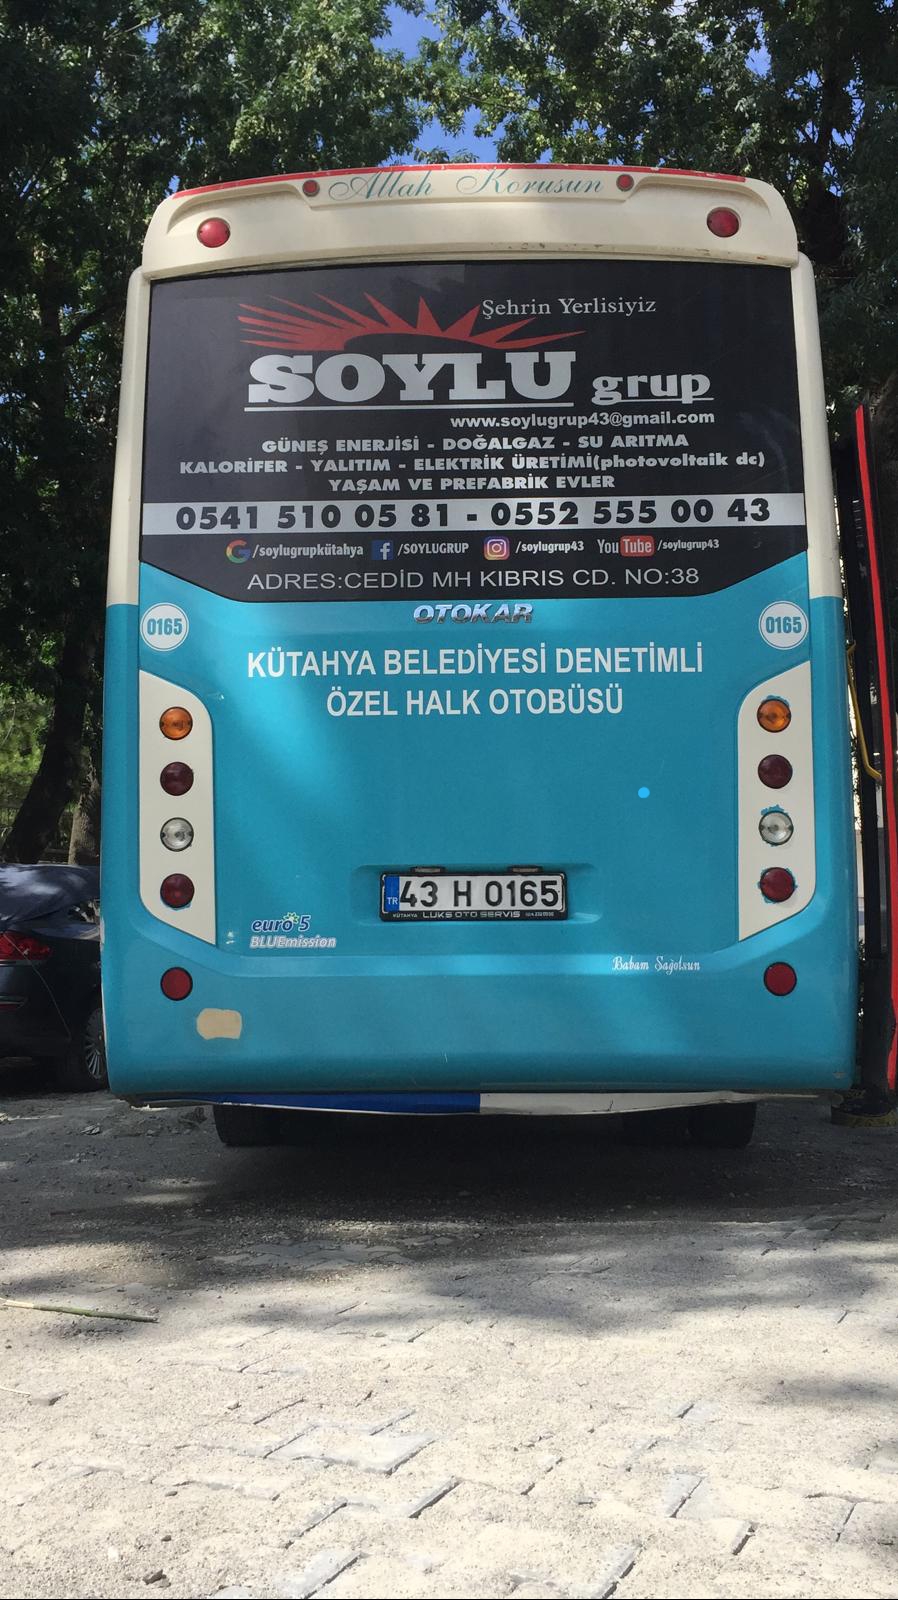 Allah Korusun
Şehrin Yerlisiyiz
SOYLU grup
www.soylugrup43@gmail.com
GÜNEŞ ENERJİSİ - DOĞALGAZ - SU ARITMA
KALORİFER - YALITIM - ELEKTRİK ÜRETİMİ(photovoltaik dc)
YAŞAM VE PREFABRİK EVLER
0541 510 05 81 - 0552 555 00 43
/soylugrupkütahya /SOYLUGRUP /soylugrup43 YouTube /soylugrup43
ADRES:CEDİD MH KIBRIS CD. NO:38
OTOKAR
0165 0165
KÜTAHYA BELEDİYESİ DENETİMLİ
ÖZEL HALK OTOBÜSÜ
TR 43 H 0165
KÜTAHYA LUKS OTO SERVIS
euro 5
BLUEmission
Babam Sağolsun